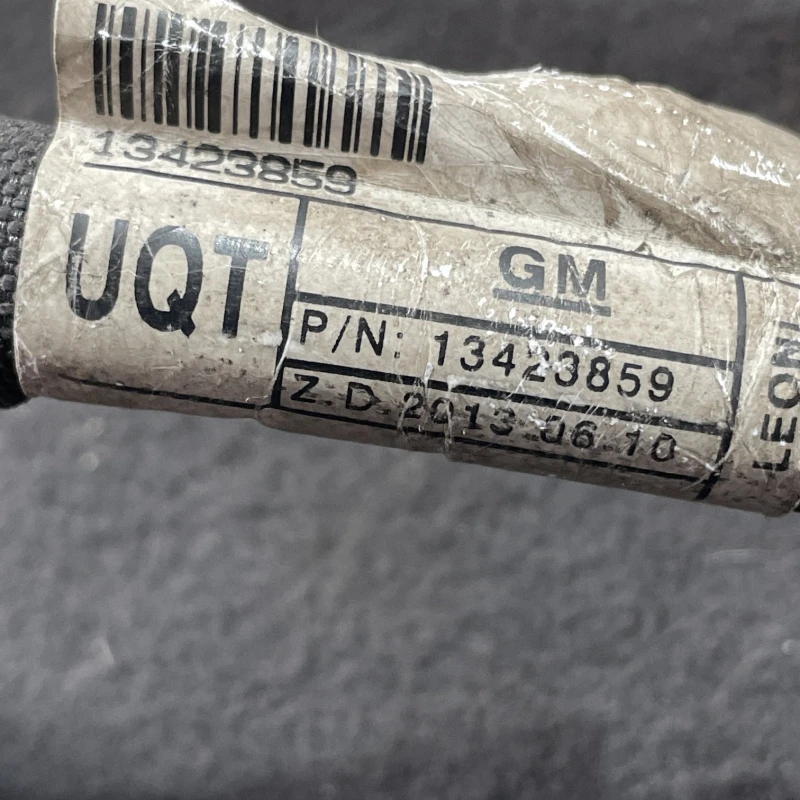 13423859
UQT
GM
P/N: 13423859
Z.D.2013-06-10
LEONI